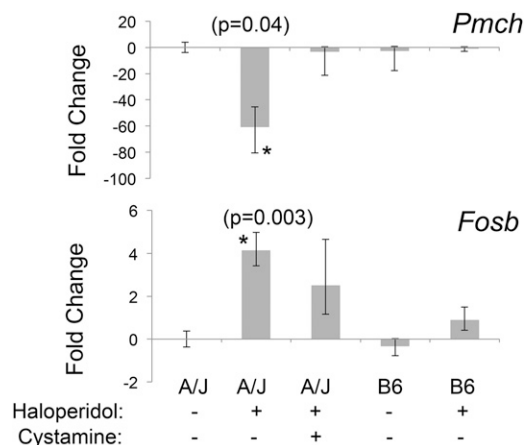 Pmch
(p=0.04)
Fold Change
20
0
-20
-40
-60
-80
-100
*
Fosb
(p=0.003)
*
Fold Change
6
4
2
0
-2
A/J A/J A/J B6 B6
Haloperidol: - + + - +
Cystamine: - - + - -